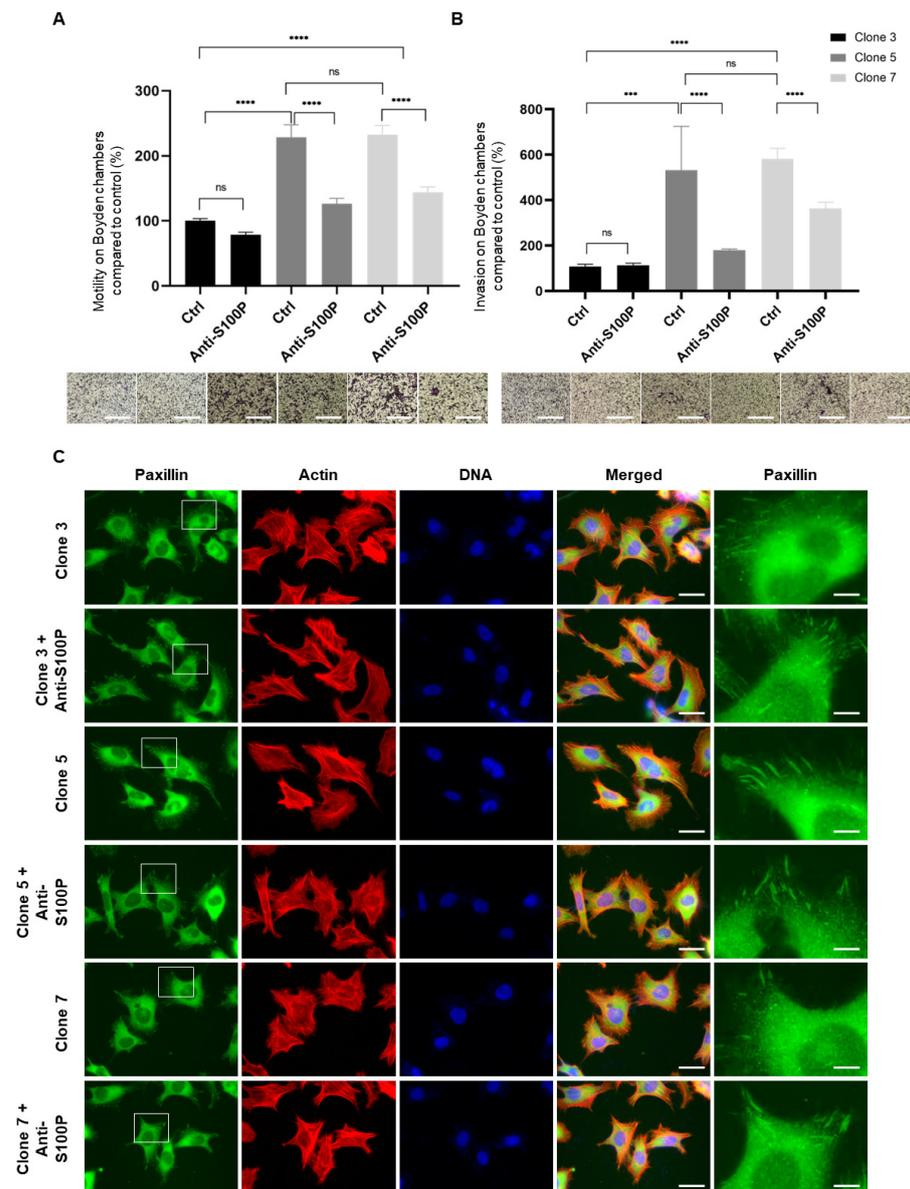 A
B
Clone 3
Clone 5
Clone 7
Motility on Boyden chambers
compared to control (%)
300
200
100
0
****
ns
****
****
****
ns
Ctrl
Anti-S100P
Ctrl
Anti-S100P
Ctrl
Anti-S100P
Invasion on Boyden chambers
compared to control (%)
800
600
400
200
0
****
ns
***
****
****
ns
Ctrl
Anti-S100P
Ctrl
Anti-S100P
Ctrl
Anti-S100P
C
Paxillin
Actin
DNA
Merged
Paxillin
Clone 3
Clone 3 +
Anti-S100P
Clone 5
Clone 5 +
Anti-
S100P
Clone 7
Clone 7 +
Anti-
S100P